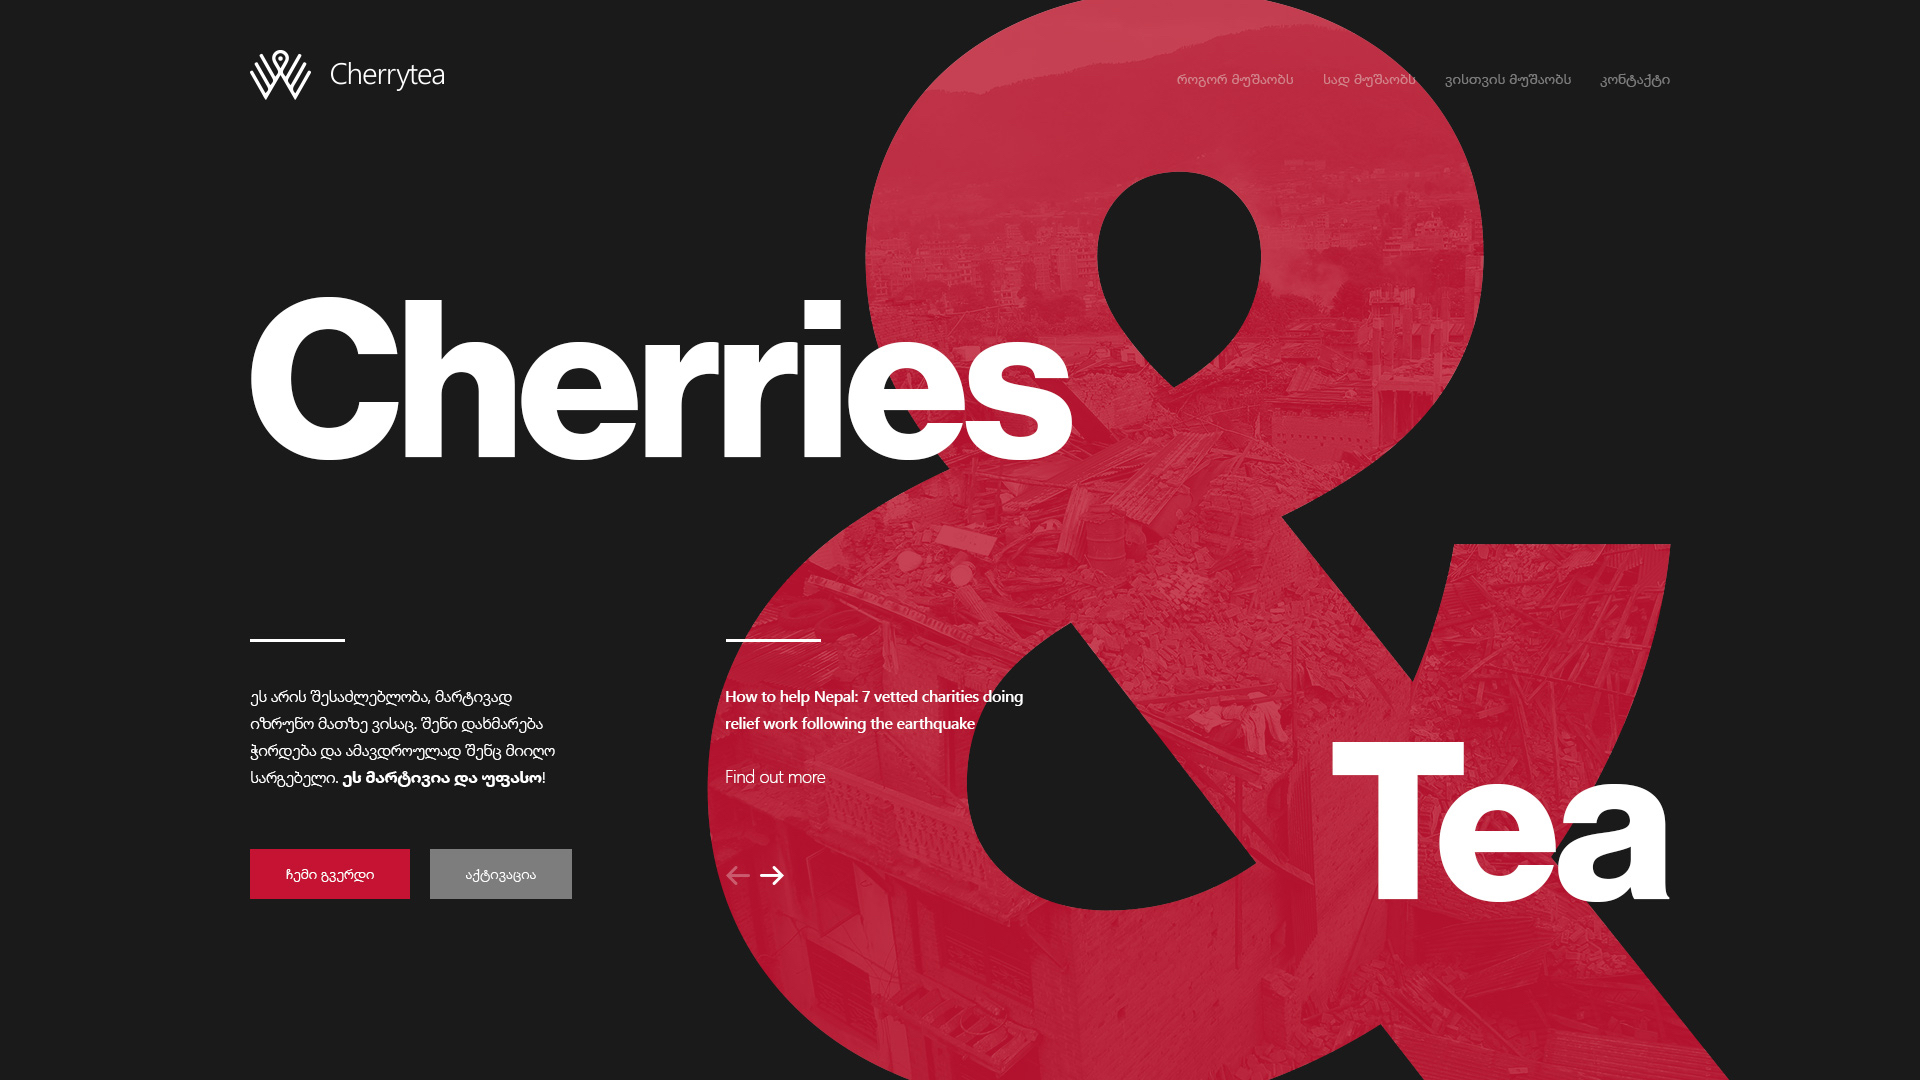 Cherrytea
როგორ მუშაობს
სად მუშაობს
ვისთვის მუშაობს
კონტაქტი
&
Cherries
ეს არის შესაძლებლობა, მარტივად
იზრუნო მათზე ვისაც. შენი დახმარება
ჭირდება და ამავდროულად შენც მიიღო
სარგებელი. ეს მარტივია და უფასო!
ჩემი გვერდი
აქტივაცია
How to help Nepal: 7 vetted charities doing
relief work following the earthquake
Find out more
Tea